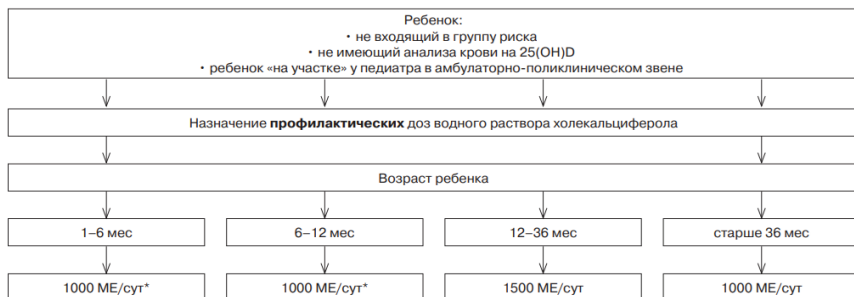 Ребенок:
• не входящий в группу риска
• не имеющий анализа крови на 25(OH)D
• ребенок «на участке» у педиатра в амбулаторно-поликлиническом звене
Назначение профилактических доз водного раствора холекальциферола
Возраст ребенка
1–6 мес
6–12 мес
12–36 мес
старше 36 мес
1000 МЕ/сут*
1000 МЕ/сут*
1500 МЕ/сут
1000 МЕ/сут